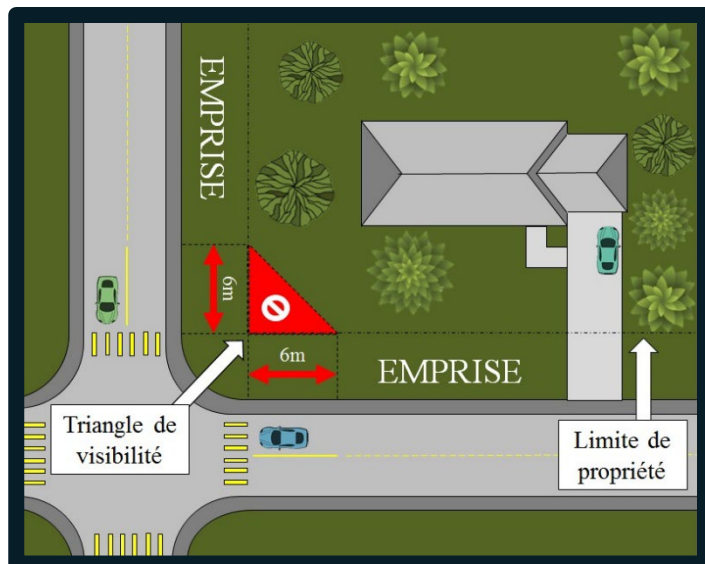 EMPRISE
6m
6m
EMPRISE
Triangle de
visibilité
Limite de
propriété